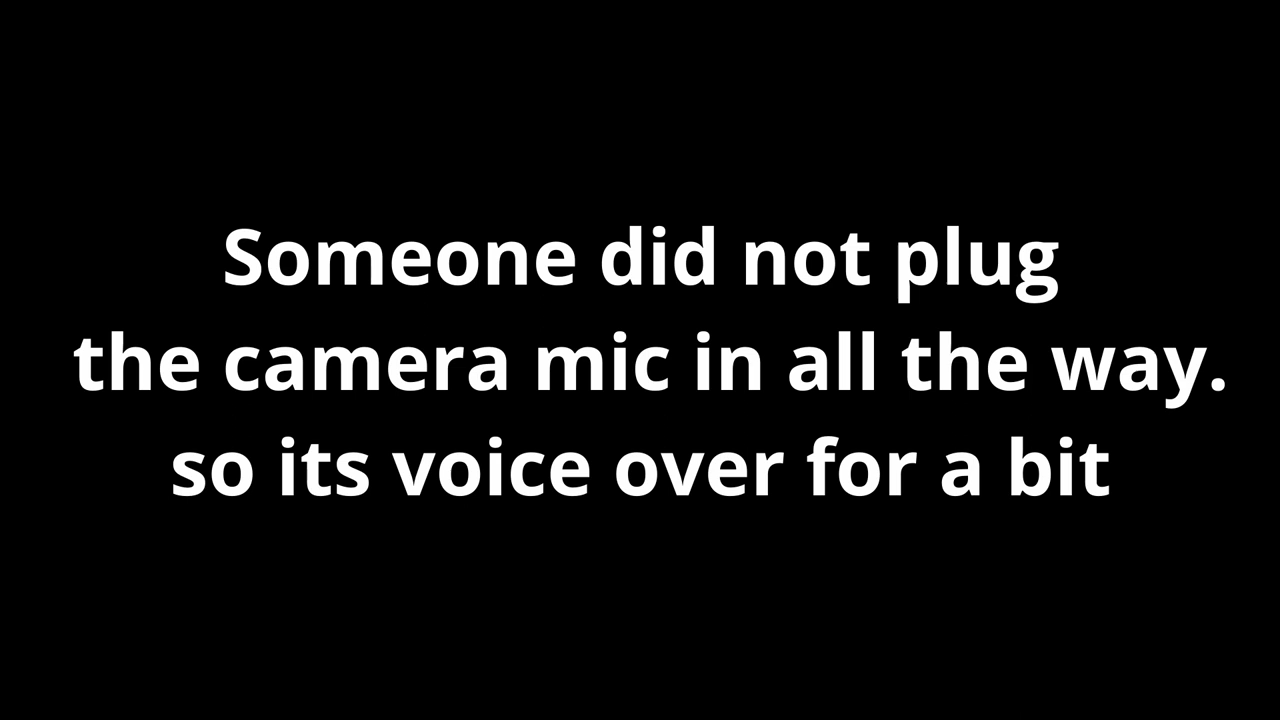 Someone did not plug
the camera mic in all the way.
so its voice over for a bit